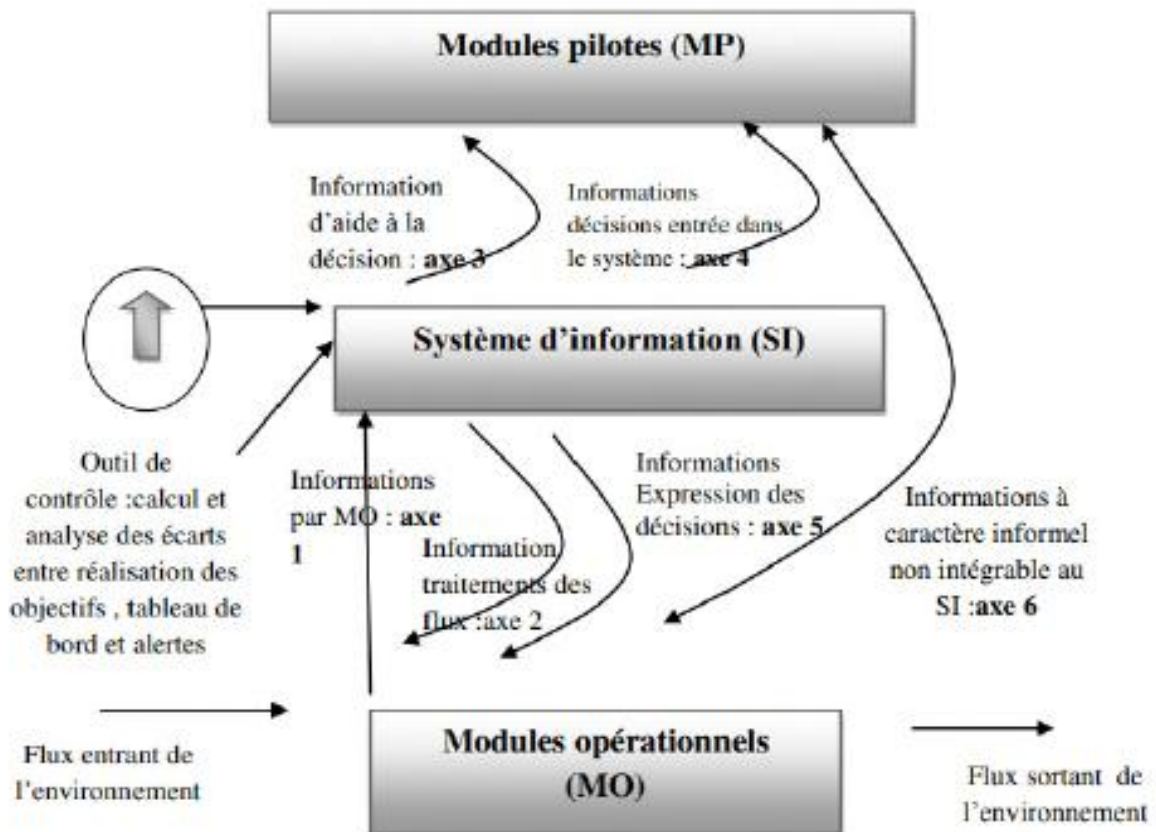 Modules pilotes (MP)
Information
d'aide à la
décision : axe 3
Informations
décisions entrée dans
le système : axe 4
Système d'information (SI)
Outil de
contrôle :calcul et
analyse des écarts
entre réalisation des
objectifs , tableau de
bord et alertes
Informations
par MO : axe
1
Information
traitements des
flux :axe 2
Informations
Expression des
décisions : axe 5
Informations à
caractère informel
non intégrable au
SI :axe 6
Flux entrant de
l'environnement
Modules opérationnels
(MO)
Flux sortant de
l'environnement